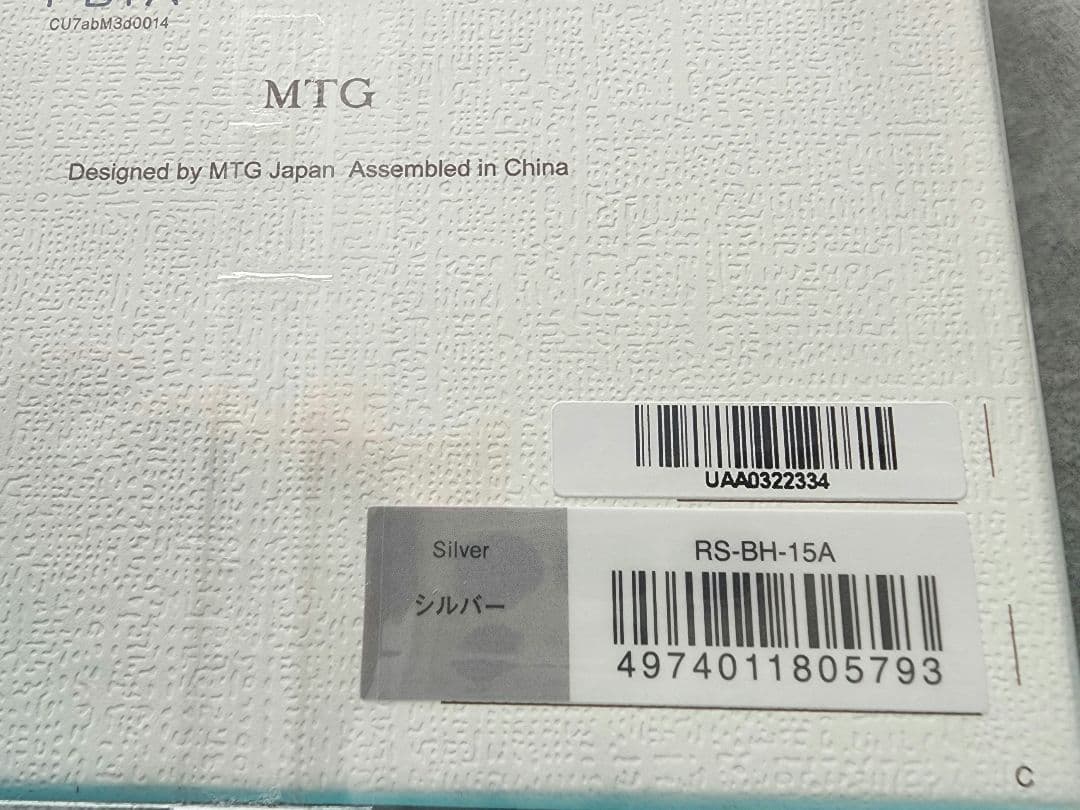 CU7abM3d0014
MTG
Designed by MTG Japan Assembled in China
UAA0322334
Silver
シルバー
RS-BH-15A
4974011805793
C